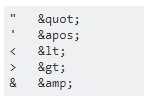 "   &quot;
'   &apos;
<   &lt;
>   &gt;
&   &amp;